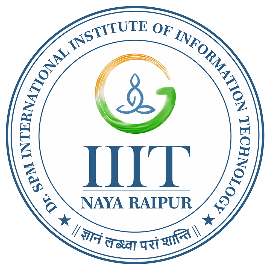 Dr. SPM INTERNATIONAL INSTITUTE OF INFORMATION TECHNOLOGY
IIIT
NAYA RAIPUR
॥ ज्ञानं लब्ध्वा परां शान्ति ॥